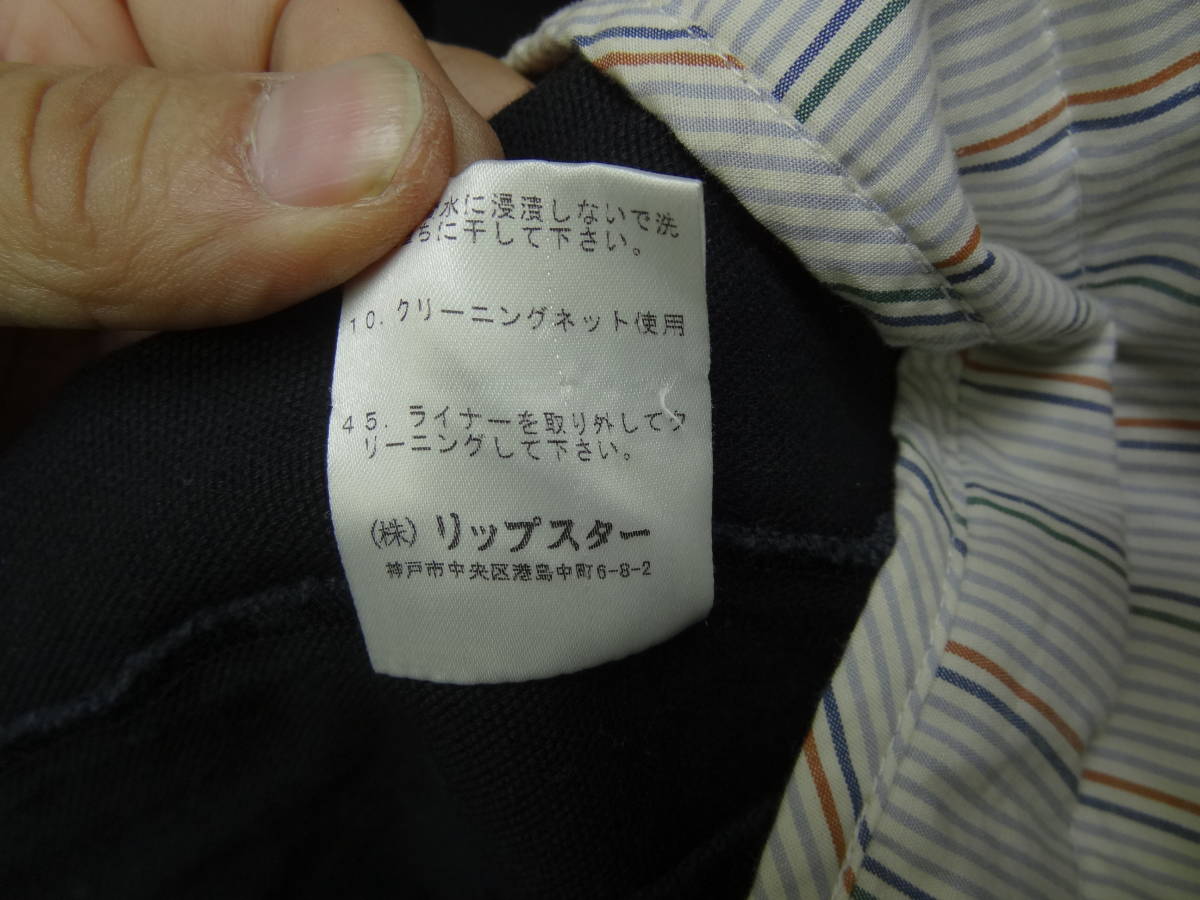 水に浸漬しないで洗
ちに干して下さい。
10. クリーニングネット使用
45. ライナーを取り外してク
リーニングして下さい。
(株) リップスター
神戸市中央区港島中町6-8-2